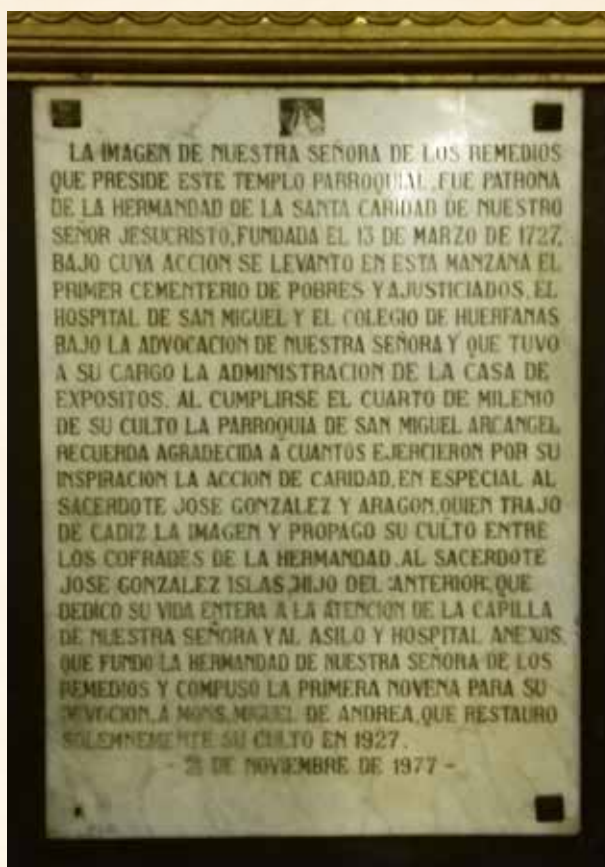 LA IMAGEN DE NUESTRA SEÑORA DE LOS REMEDIOS
QUE PRESIDE ESTE TEMPLO PARROQUIAL, FUE PATRONA
DE LA HERMANDAD DE LA SANTA CARIDAD DE NUESTRO
SEÑOR JESUCRISTO, FUNDADA EL 13 DE MARZO DE 1727,
BAJO CUYA ACCION SE LEVANTO EN ESTA MANZANA EL
PRIMER CEMENTERIO DE POBRES Y AJUSTICIADOS, EL
HOSPITAL DE SAN MIGUEL Y EL COLEGIO DE HUERFANAS
BAJO LA ADVOCACION DE NUESTRA SEÑORA Y QUE TUVO
A SU CARGO LA ADMINISTRACION DE LA CASA DE
EXPOSITOS. AL CUMPLIRSE EL CUARTO DE MILENIO
DE SU CULTO LA PARROQUIA DE SAN MIGUEL ARCANGEL
RECUERDA AGRADECIDA A CUANTOS EJERCIERON POR SU
INSPIRACION LA ACCION DE CARIDAD, EN ESPECIAL AL
SACERDOTE JOSE GONZALEZ Y ARAGON, QUIEN TRAJO
DE CADIZ LA IMAGEN Y PROPAGO SU CULTO ENTRE
LOS COFRADES DE LA HERMANDAD, AL SACERDOTE
JOSE GONZALEZ ISLAS, HIJO DEL ANTERIOR, QUE
DEDICO SU VIDA ENTERA A LA ATENCION DE LA CAPILLA
DE NUESTRA SEÑORA Y AL ASILO Y HOSPITAL ANEXOS,
QUE FUNDO LA HERMANDAD DE NUESTRA SEÑORA DE LOS
REMEDIOS Y COMPUSO LA PRIMERA NOVENA PARA SU
DEVOCION, A MONS. MIGUEL DE ANDREA, QUE RESTAURO
SOLEMNEMENTE SU CULTO EN 1927.
- DE NOVIEMBRE DE 1977 -